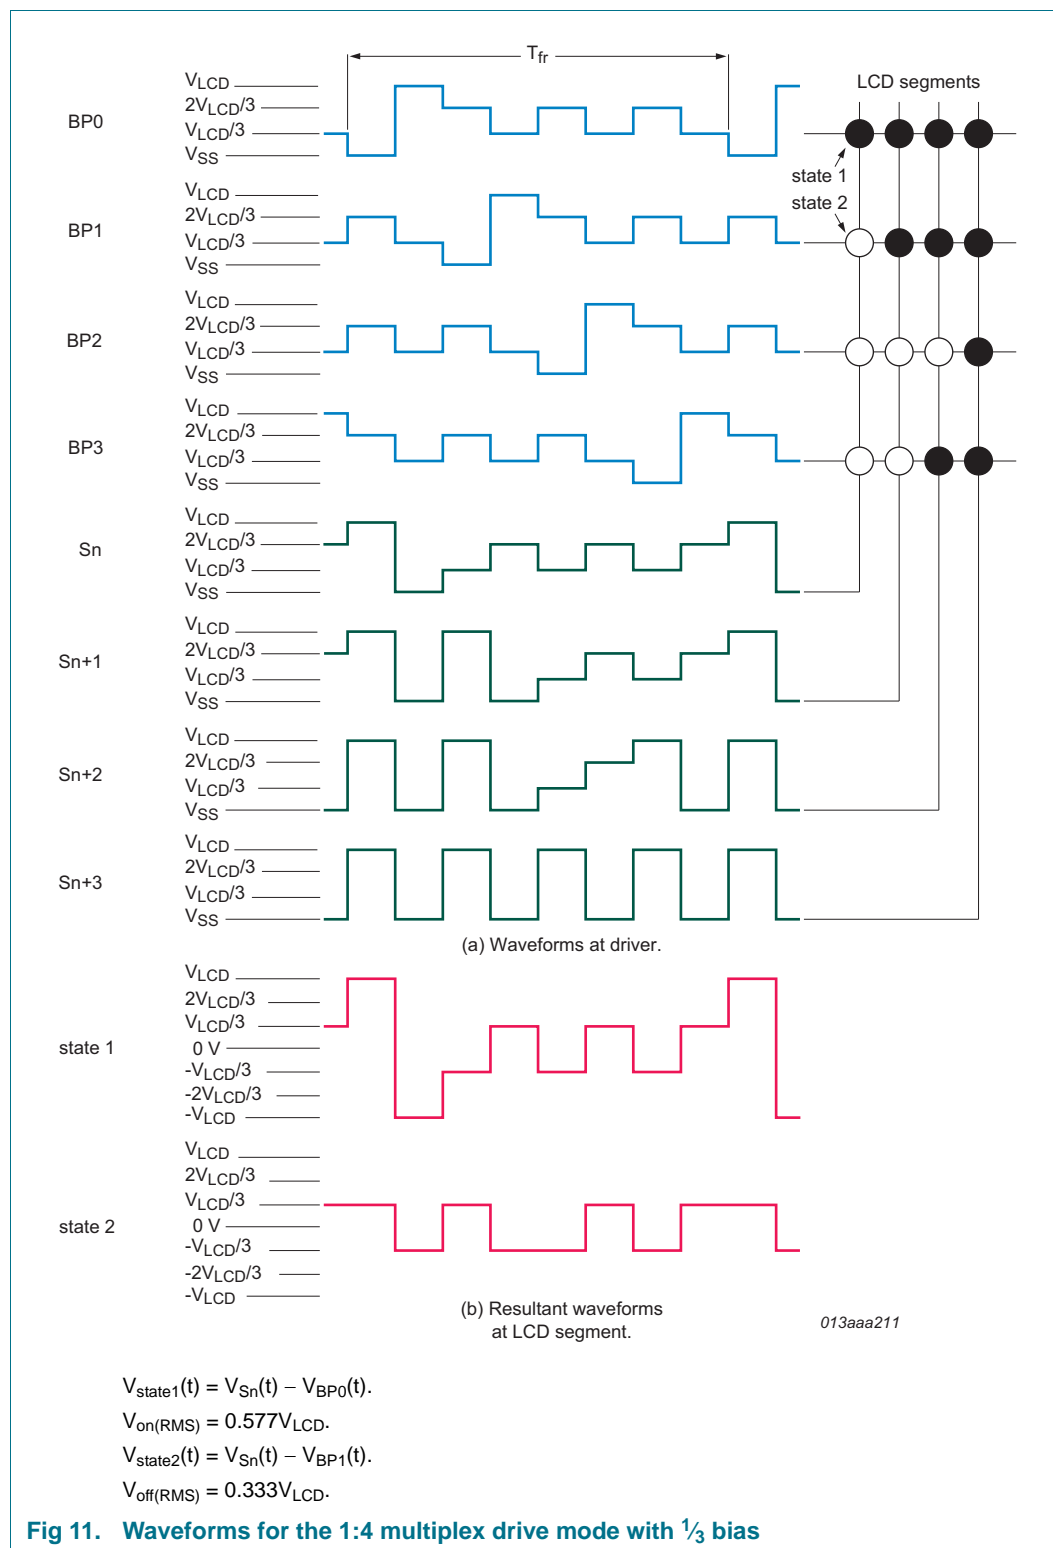 Tfr
LCD segments
BP0
VLCD
2VLCD/3
VLCD/3
VSS
state 1
state 2
BP1
VLCD
2VLCD/3
VLCD/3
VSS
BP2
VLCD
2VLCD/3
VLCD/3
VSS
BP3
VLCD
2VLCD/3
VLCD/3
VSS
Sn
VLCD
2VLCD/3
VLCD/3
VSS
Sn+1
VLCD
2VLCD/3
VLCD/3
VSS
Sn+2
VLCD
2VLCD/3
VLCD/3
VSS
Sn+3
VLCD
2VLCD/3
VLCD/3
VSS
(a) Waveforms at driver.
state 1
VLCD
2VLCD/3
VLCD/3
0 V
-VLCD/3
-2VLCD/3
-VLCD
state 2
VLCD
2VLCD/3
VLCD/3
0 V
-VLCD/3
-2VLCD/3
-VLCD
(b) Resultant waveforms
at LCD segment.
013aaa211
Vstate1(t) = VSn(t) − VBP0(t).
Von(RMS) = 0.577VLCD.
Vstate2(t) = VSn(t) − VBP1(t).
Voff(RMS) = 0.333VLCD.
Fig 11. Waveforms for the 1:4 multiplex drive mode with 1⁄3 bias